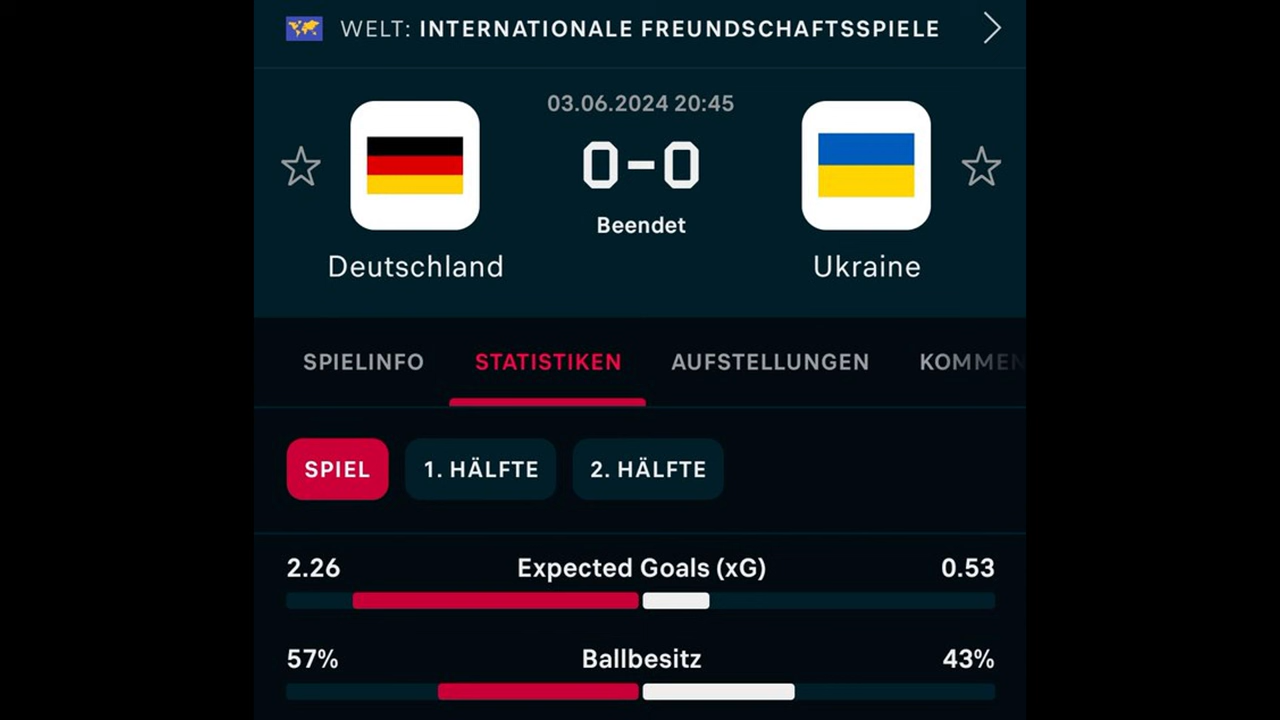 WELT: INTERNATIONALE FREUNDSCHAFTSSPIELE
03.06.2024 20:45
0-0
Beendet
Deutschland
Ukraine
SPIELINFO STATISTIKEN AUFSTELLUNGEN KOMMEN
SPIEL 1. HÄLFTE 2. HÄLFTE
2.26 Expected Goals (xG) 0.53
57% Ballbesitz 43%